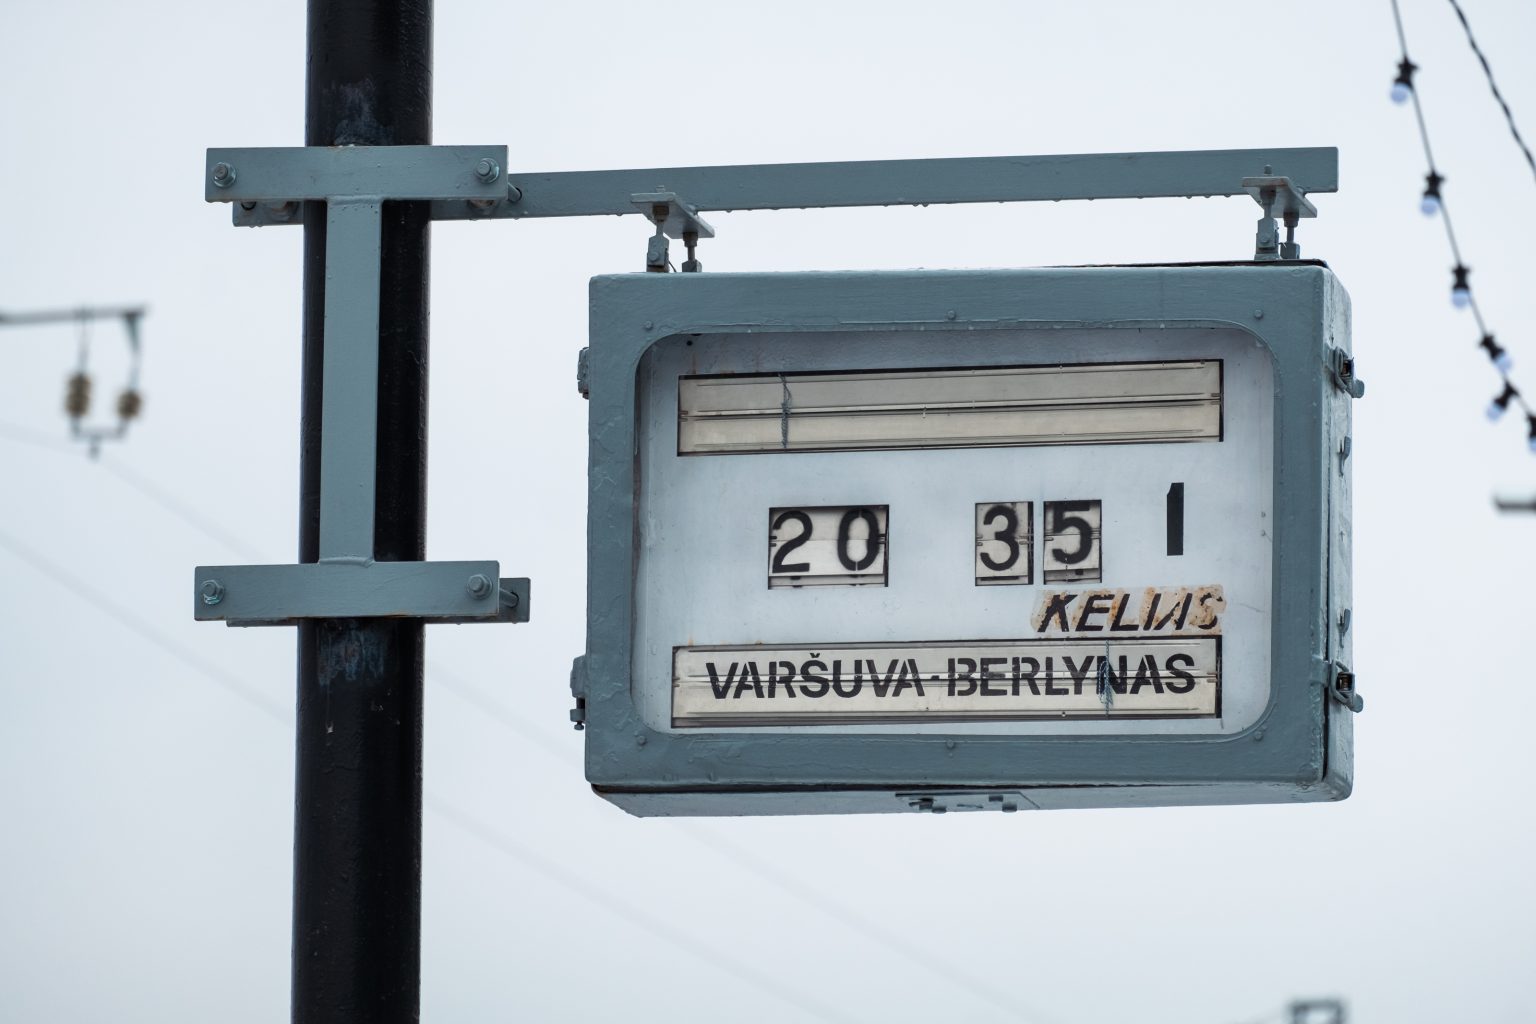 20 35 1
KELIAS
VARŠUVA-BERLYNAS